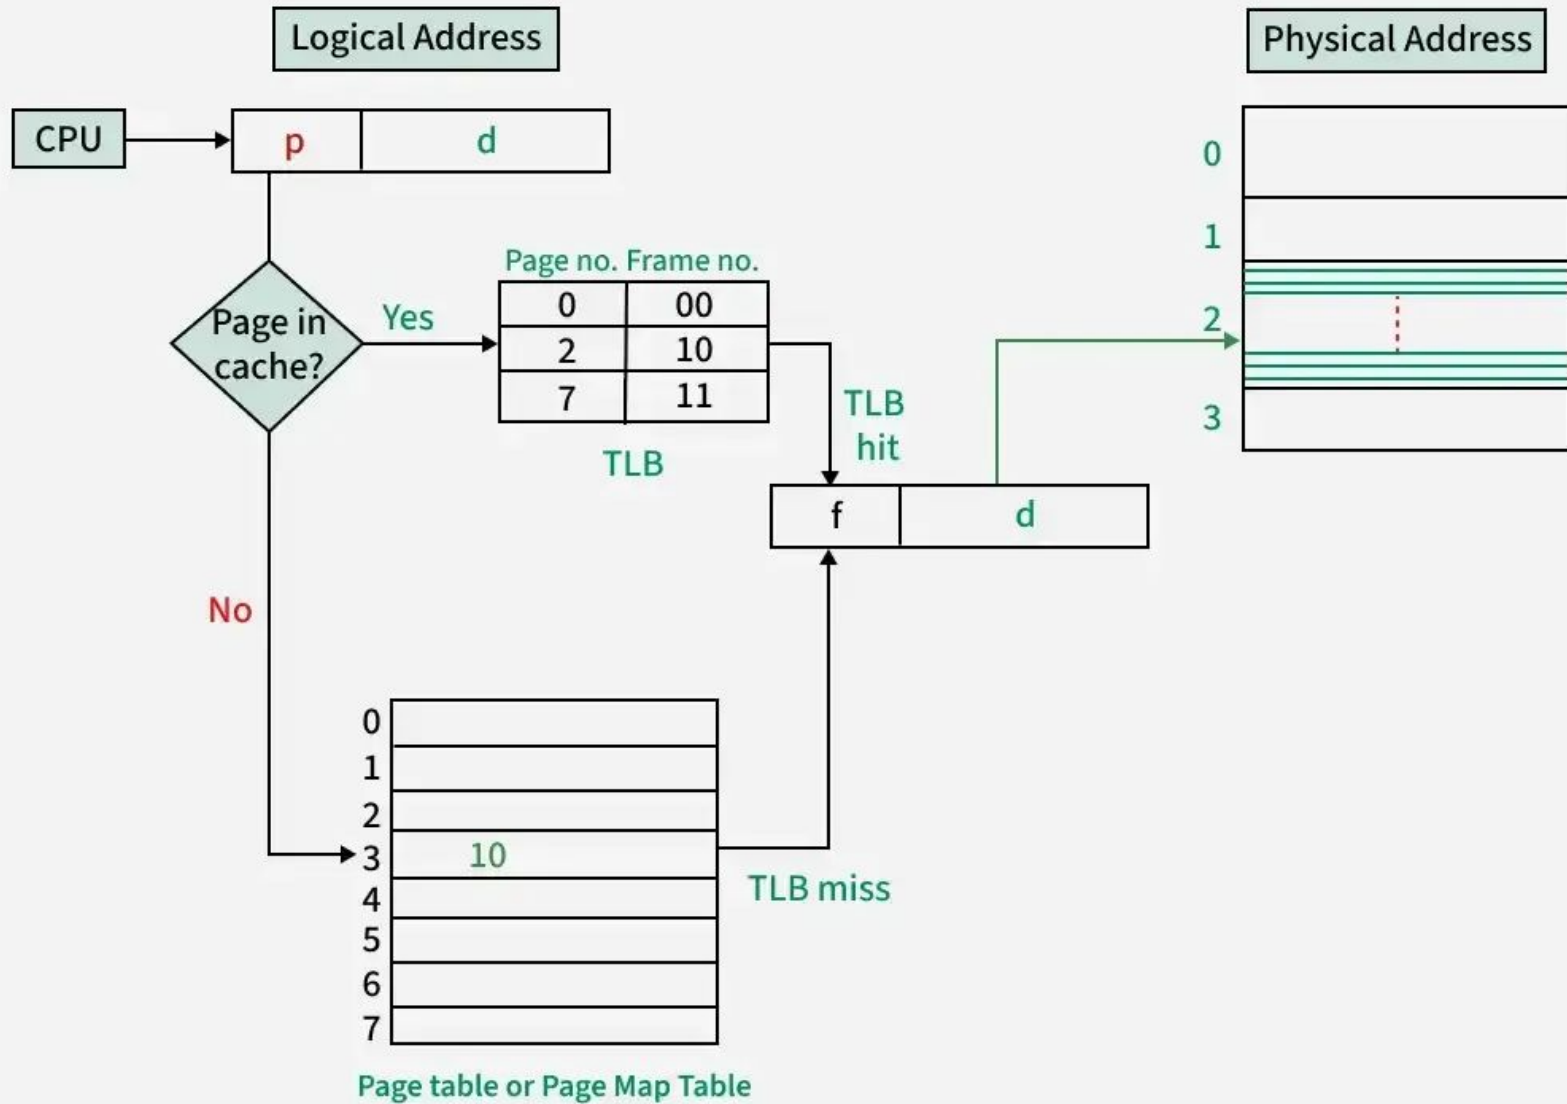 Logical Address
Physical Address
CPU
p
d
0
1
2
3
Page no. Frame no.
0 00
2 10
7 11
TLB
Page in
cache?
Yes
TLB
hit
f
d
No
0
1
2
3 10
4
5
6
7
TLB miss
Page table or Page Map Table